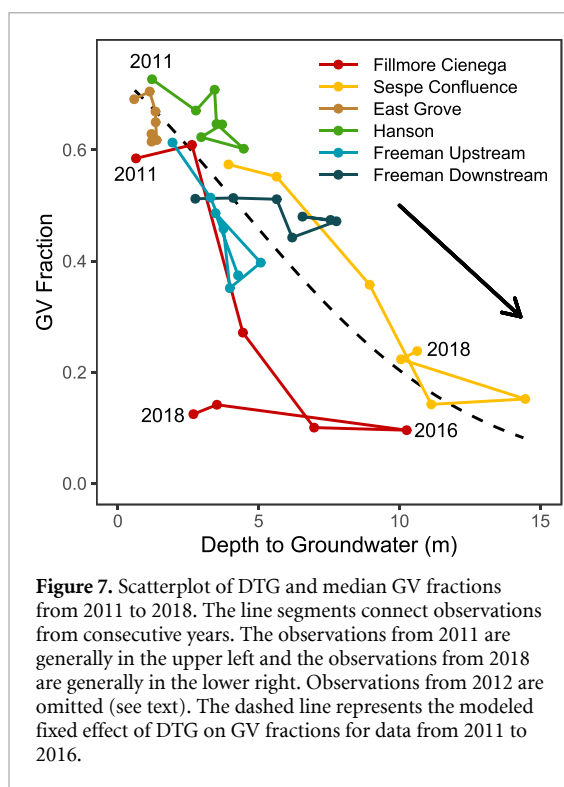 2011
2011
Fillmore Cienega
Sespe Confluence
East Grove
Hanson
Freeman Upstream
Freeman Downstream
0.6
0.4
0.2
0.0
GV Fraction
2018
2018
2016
0
5
10
15
Depth to Groundwater (m)
Figure 7. Scatterplot of DTG and median GV fractions
from 2011 to 2018. The line segments connect observations
from consecutive years. The observations from 2011 are
generally in the upper left and the observations from 2018
are generally in the lower right. Observations from 2012 are
omitted (see text). The dashed line represents the modeled
fixed effect of DTG on GV fractions for data from 2011 to
2016.